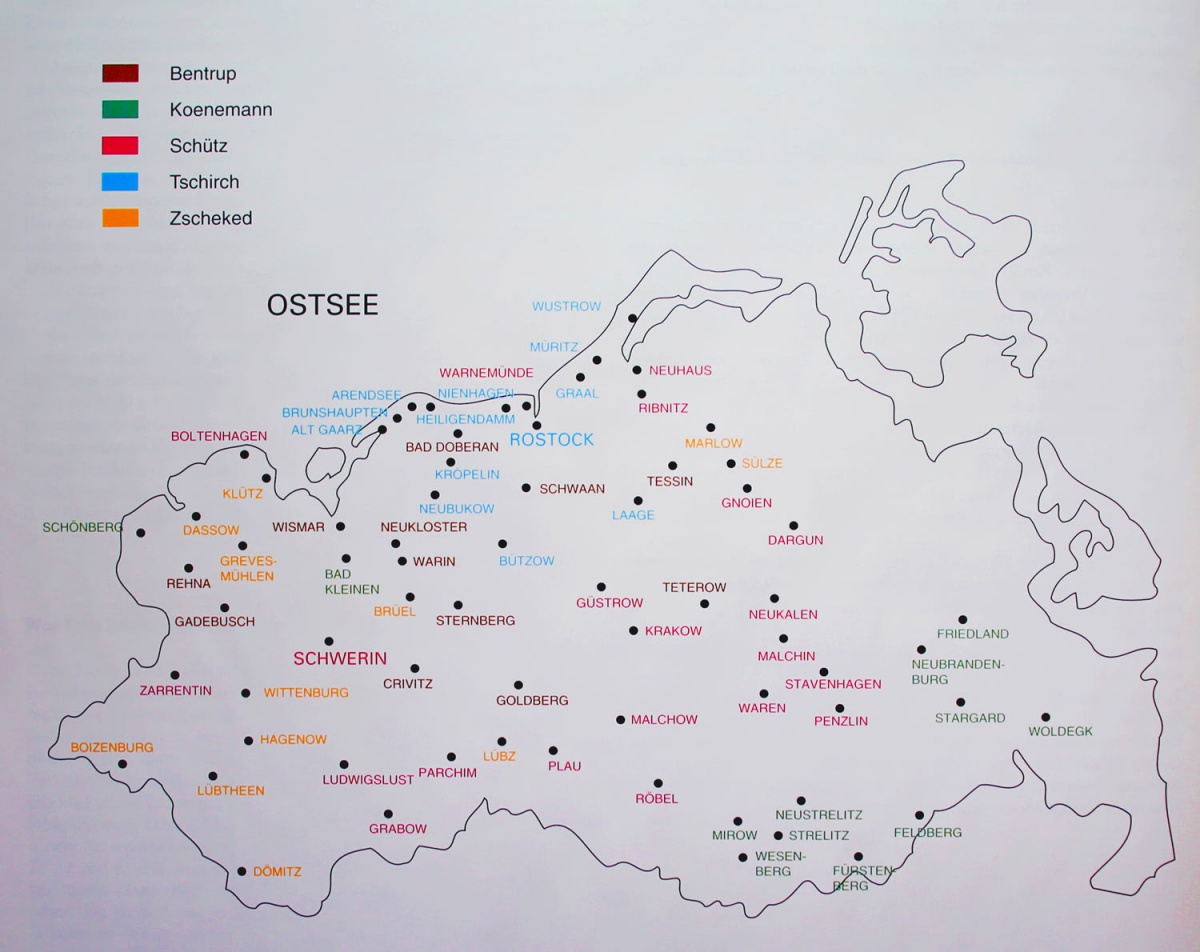 Bentrup
Koenemann
Schütz
Tschirch
Zscheked
OSTSEE
WUSTROW
MÜRITZ
WARNEMÜNDE
NEUHAUS
ARENDSEE
NIENHAGEN
GRAAL
RIBNITZ
BRUNSHAUPTEN
HEILIGENDAMM
ALT GAARZ
ROSTOCK
BOLTENHAGEN
BAD DOBERAN
MARLOW
SÜLZE
KRÖPELIN
TESSIN
KLÜTZ
SCHWAAN
GNOIEN
NEUBUKOW
LAAGE
SCHÖNBERG
DASSOW
WISMAR
NEUKLOSTER
DARGUN
GREVES-
MÜHLEN
WARIN
BÜTZOW
REHNA
BAD
KLEINEN
TETEROW
GÜSTROW
BRÜEL
GADEBUSCH
STERNBERG
NEUKALEN
KRAKOW
FRIEDLAND
SCHWERIN
MALCHIN
NEUBRANDEN-
BURG
CRIVITZ
STAVENHAGEN
ZARRENTIN
WITTENBURG
GOLDBERG
WAREN
MALCHOW
PENZLIN
STARGARD
WOLDEGK
BOIZENBURG
HAGENOW
LÜBZ
PLAU
PARCHIM
LUDWIGSLUST
LÜBTHEEN
RÖBEL
NEUSTRELITZ
GRABOW
MIROW
STRELITZ
FELDBERG
WESEN-
BERG
FÜRSTEN-
BERG
DÖMITZ